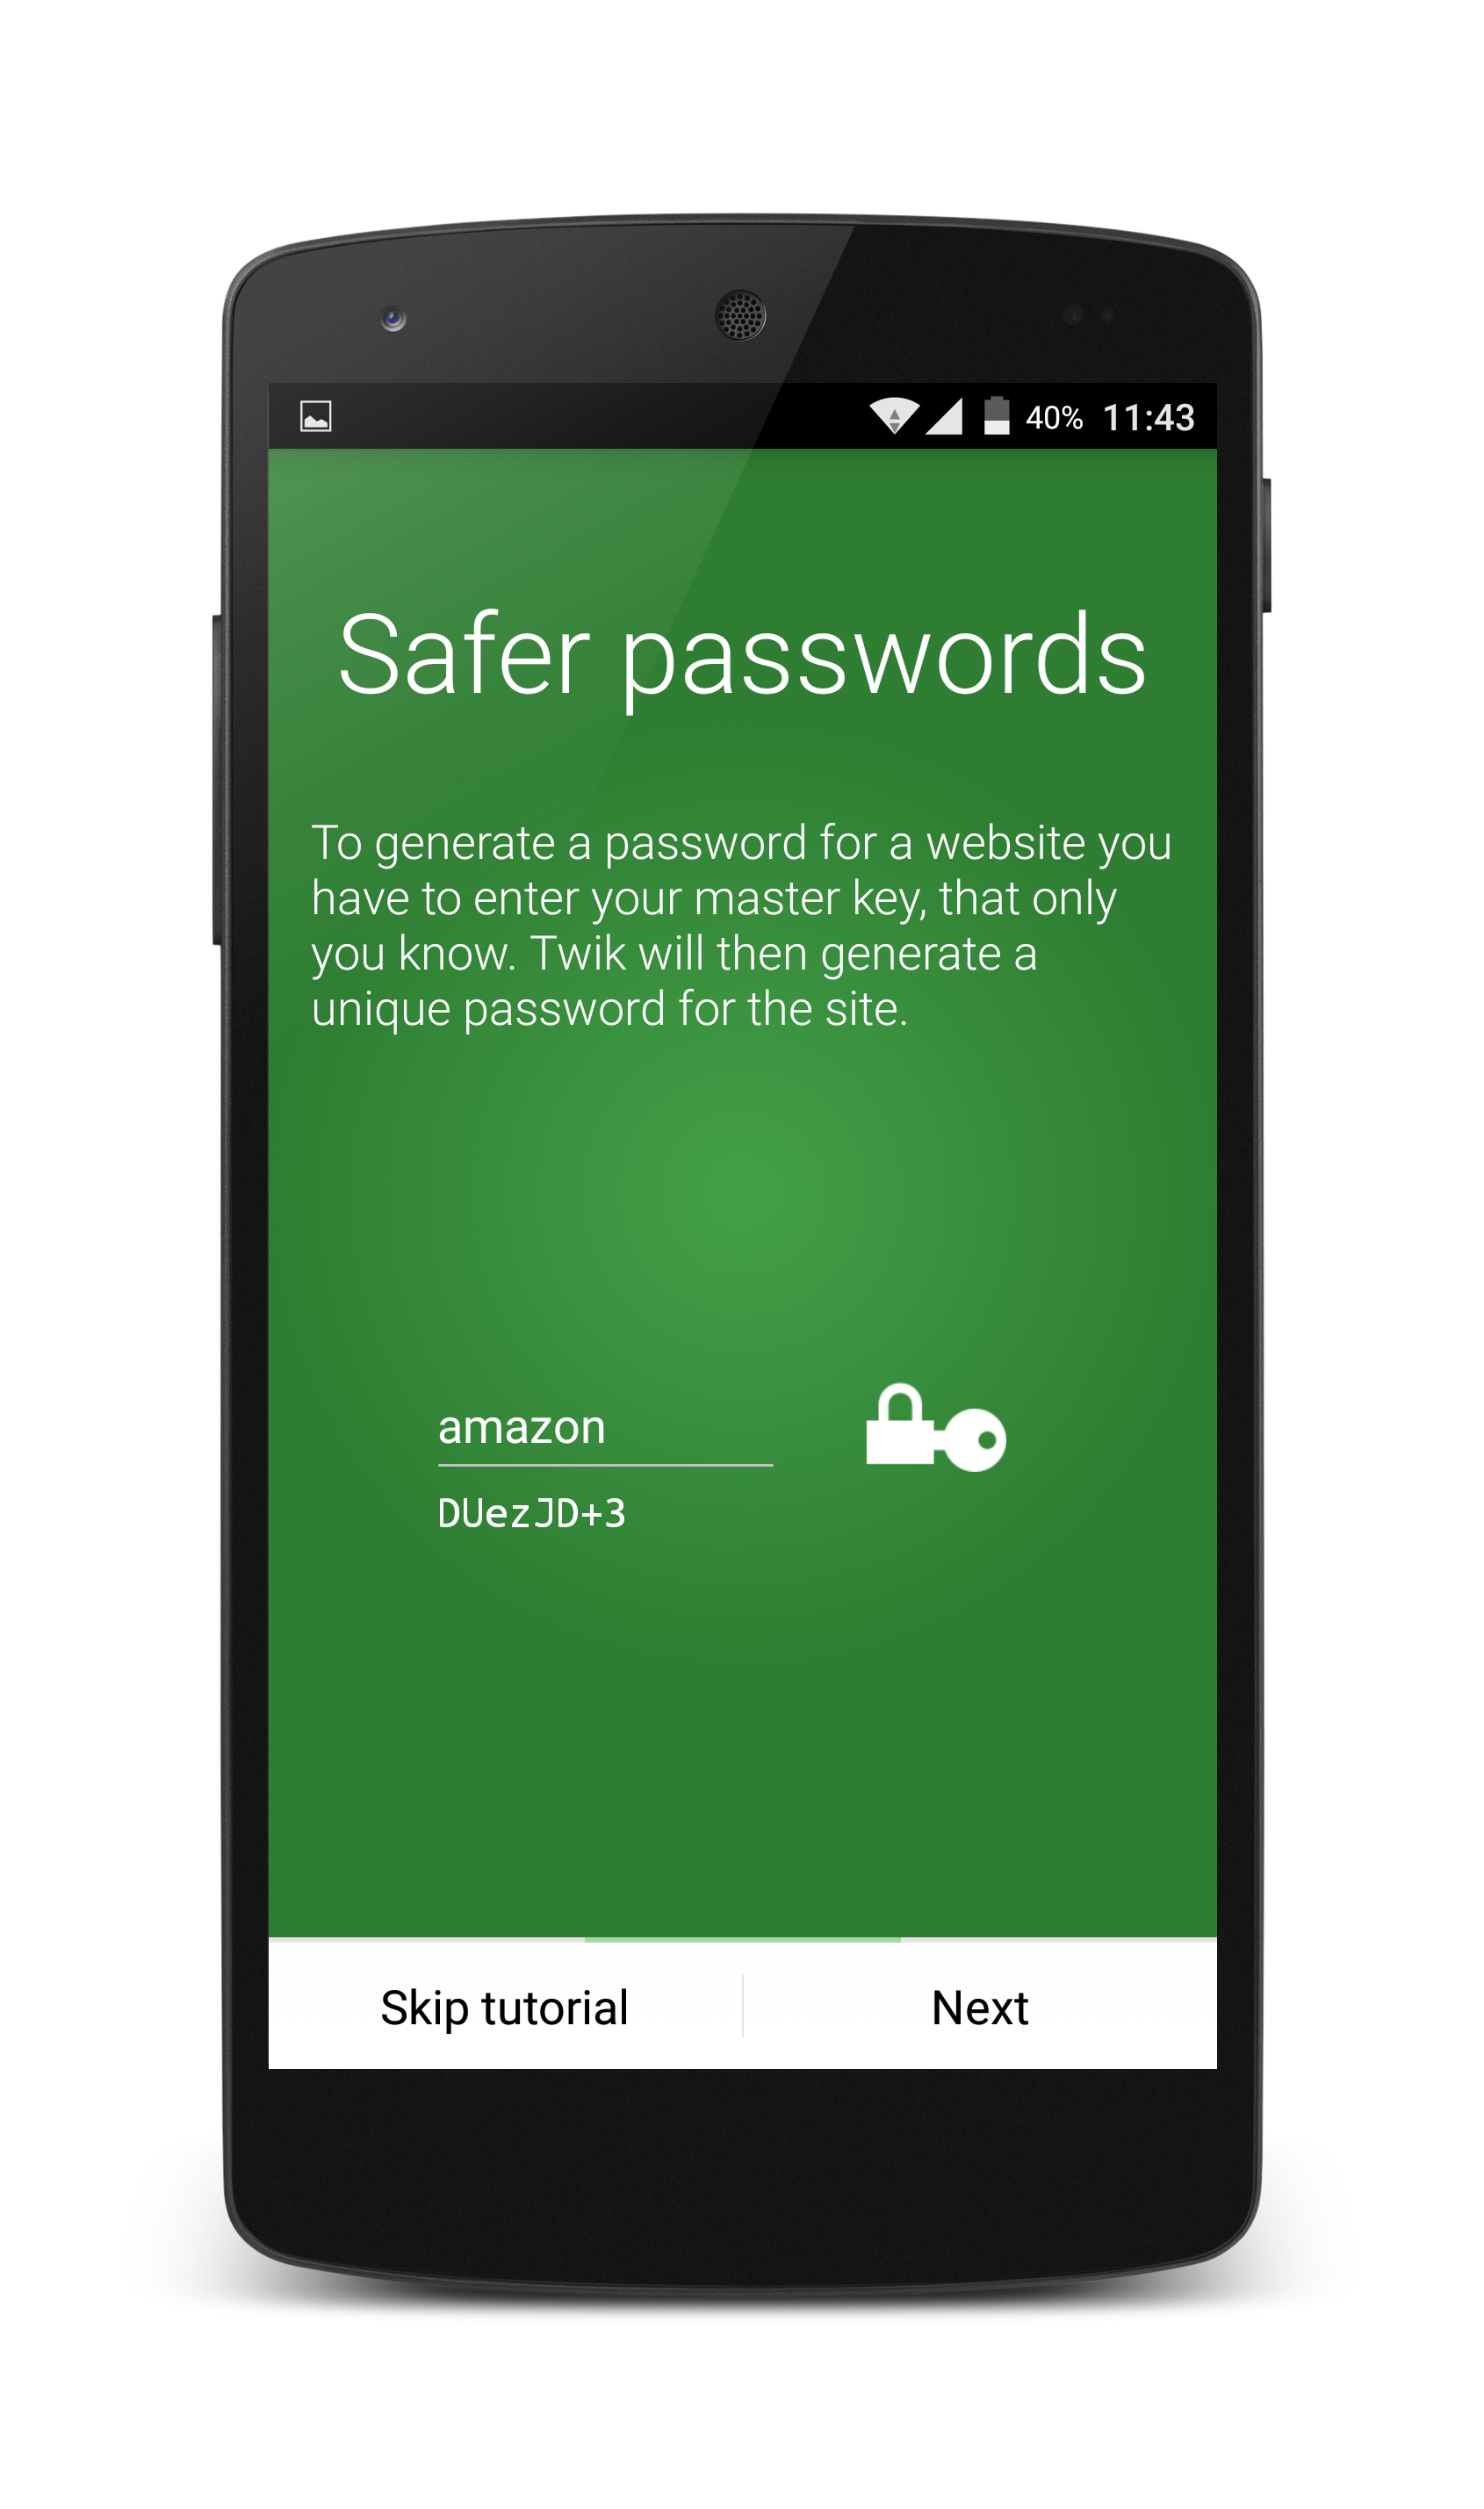 40% 11:43
Safer passwords
To generate a password for a website you
have to enter your master key, that only
you know. Twik will then generate a
unique password for the site.
amazon
DUezJD+3
Skip tutorial Next